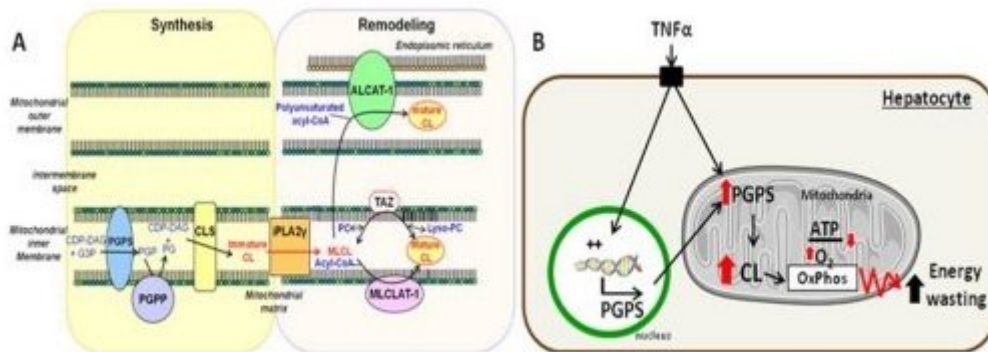 A
Synthesis
Remodeling
Endoplasmic reticulum
Mitochondrial
outer
membrane
ALCAT-1
Polyunsaturated
acyl-CoA
mature
CL
Intermembrane
space
Mitochondrial
inner
Membrane
CDP-DAG
+ G3P
PGPS
PGP
PGPP
CDP-DAG
PG
CLS
Immature
CL
iPLA2γ
MLCL
Acyl-CoA
TAZ
PC
Lyso-PC
mature
CL
MLCLAT-1
Mitochondrial
matrix
B
TNFα
Hepatocyte
++
PGPS
nucleus
PGPS
Mitochondria
CL
ATP
O2
OxPhos
Energy
wasting